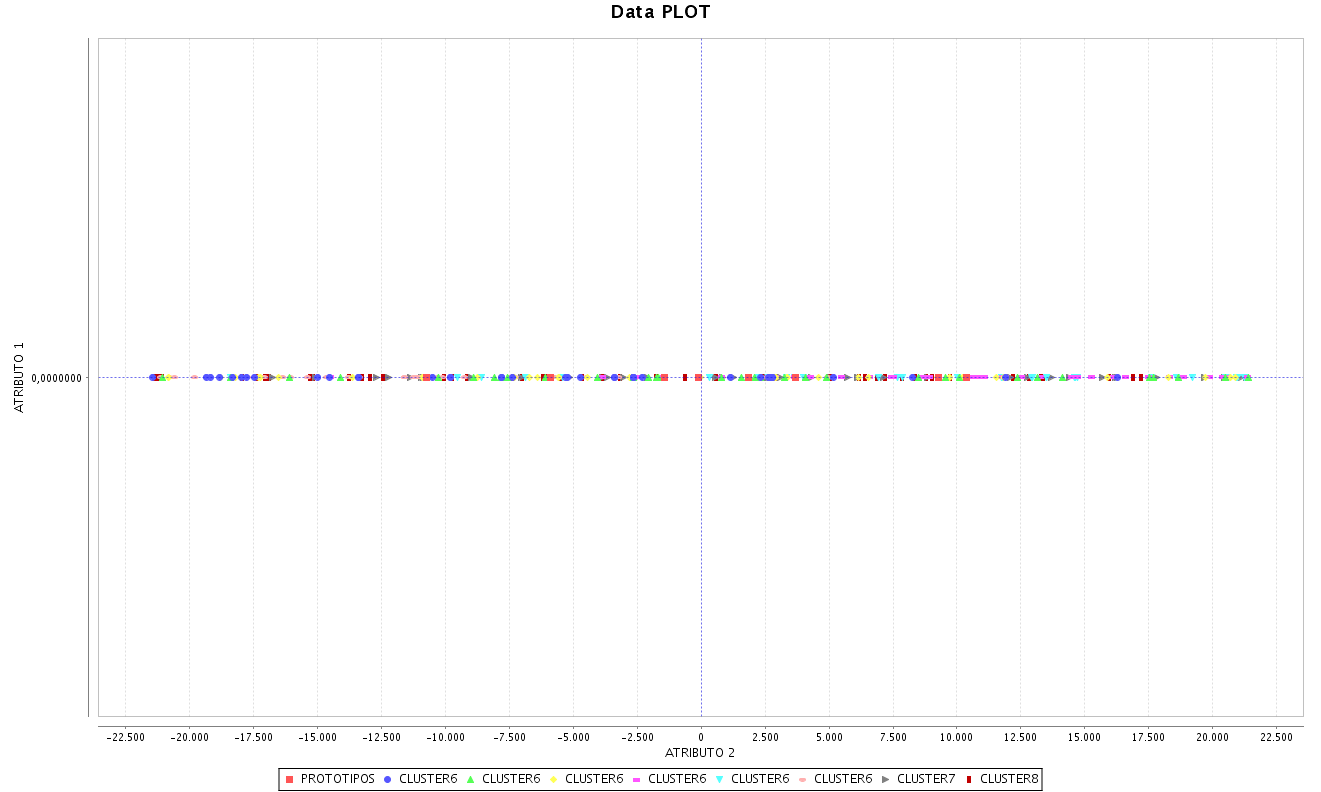 Data PLOT
ATRIBUTO 1
0,0000000
-22.500 -20.000 -17.500 -15.000 -12.500 -10.000 -7.500 -5.000 -2.500 0 2.500 5.000 7.500 10.000 12.500 15.000 17.500 20.000 22.500
ATRIBUTO 2
PROTOTIPOS CLUSTER6 CLUSTER6 CLUSTER6 CLUSTER6 CLUSTER6 CLUSTER6 CLUSTER7 CLUSTER8